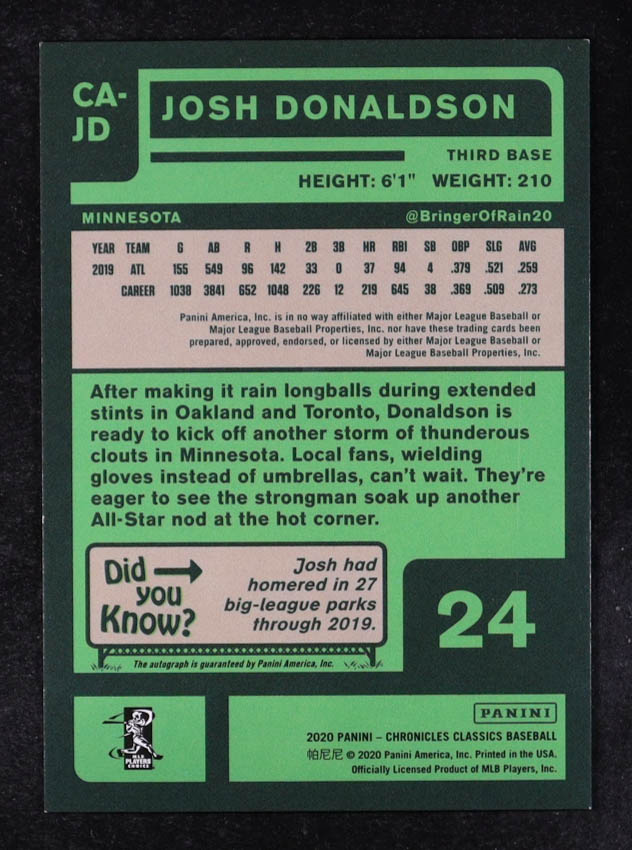 CA-
JD
JOSH DONALDSON
THIRD BASE
HEIGHT: 6'1" WEIGHT: 210
MINNESOTA @BringerOfRain20
YEAR TEAM G AB R H 2B 3B HR RBI SB OBP SLG AVG
2019 ATL 155 549 96 142 33 0 37 94 4 .379 .521 .259
CAREER 1038 3841 652 1048 226 12 219 645 38 .369 .509 .273
Panini America, Inc. is in no way affiliated with either Major League Baseball or
Major League Baseball Properties, Inc. nor have these trading cards been
prepared, approved, endorsed, or licensed by either Major League Baseball or
Major League Baseball Properties, Inc.
After making it rain longballs during extended
stints in Oakland and Toronto, Donaldson is
ready to kick off another storm of thunderous
clouts in Minnesota. Local fans, wielding
gloves instead of umbrellas, can't wait. They're
eager to see the strongman soak up another
All-Star nod at the hot corner.
Did
you
Know?
Josh had
homered in 27
big-league parks
through 2019.
The autograph is guaranteed by Panini America, Inc.
24
MLB
PLAYERS
CHOICE
PANINI
2020 PANINI – CHRONICLES CLASSICS BASEBALL
帕尼尼 © 2020 Panini America, Inc. Printed in the USA.
Officially Licensed Product of MLB Players, Inc.